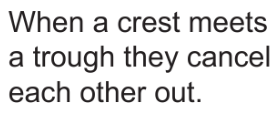 When a crest meets
a trough they cancel
each other out.